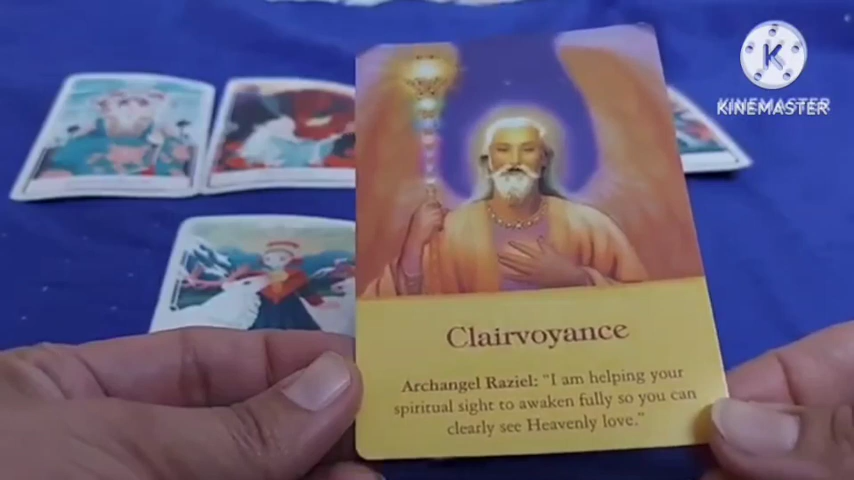 K
KINEMASTER
Clairvoyance
Archangel Raziel: "I am helping your
spiritual sight to awaken fully so you can
clearly see Heavenly love."